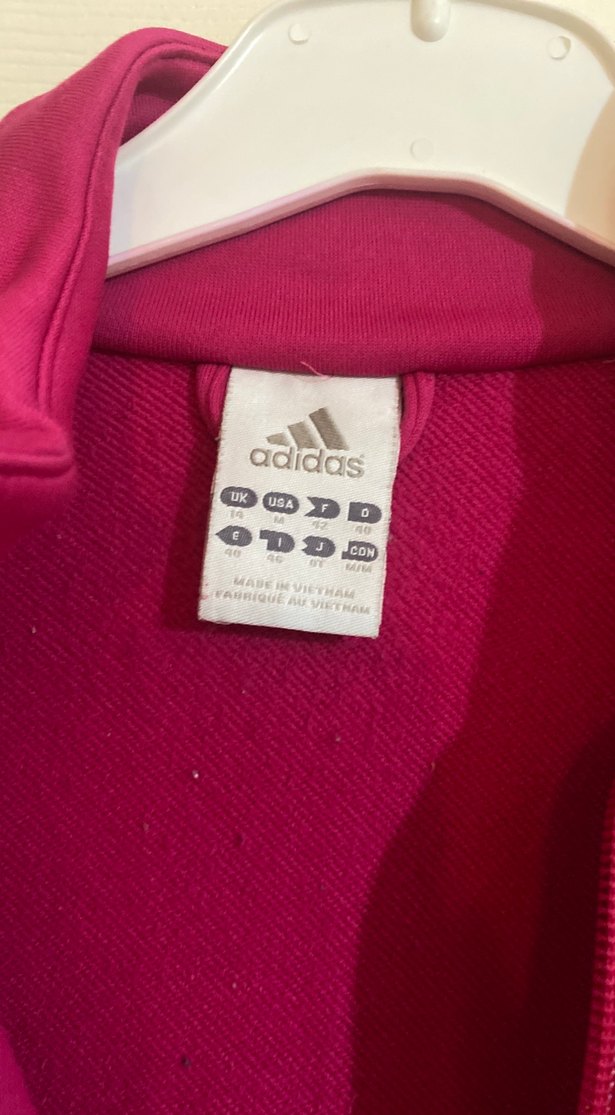 adidas
UK USA F D
14 M 42 40
E I J CDN
40 46 OT M/M
MADE IN VIETNAM
FABRIQUÉ AU VIETNAM